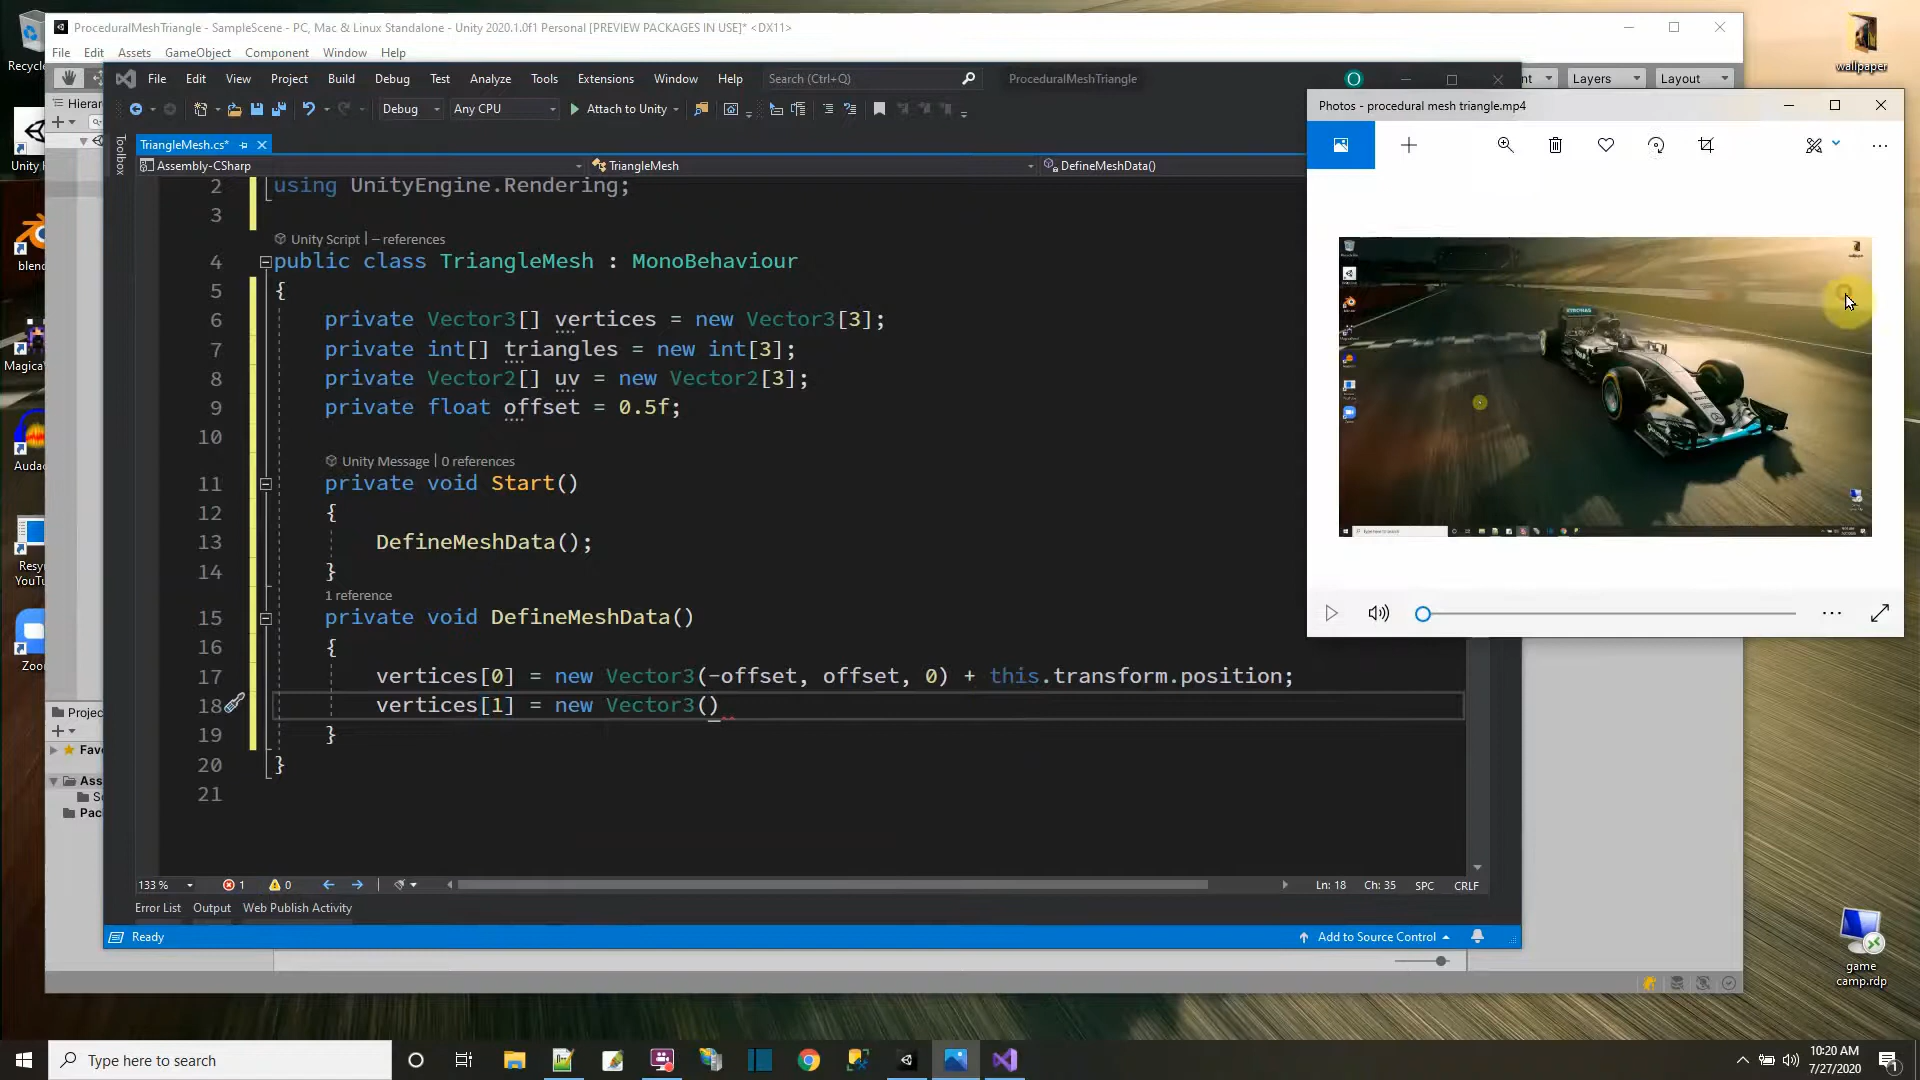 ProceduralMeshTriangle - SampleScene - PC, Mac & Linux Standalone - Unity 2020.1.0f1 Personal [PREVIEW PACKAGES IN USE]* <DX11>
File Edit Assets GameObject Component Window Help
Layers Layout
Hierar
File Edit View Project Build Debug Test Analyze Tools Extensions Window Help Search (Ctrl+Q) ProceduralMeshTriangle O
Debug Any CPU Attach to Unity
TriangleMesh.cs*
Toolbox
Assembly-CSharp TriangleMesh DefineMeshData()
2 using UnityEngine.Rendering;
3
Unity Script | – references
4 public class TriangleMesh : MonoBehaviour
5 {
6 private Vector3[] vertices = new Vector3[3];
7 private int[] triangles = new int[3];
8 private Vector2[] uv = new Vector2[3];
9 private float offset = 0.5f;
10
Unity Message | 0 references
11 private void Start()
12 {
13 DefineMeshData();
14 }
1 reference
15 private void DefineMeshData()
16 {
17 vertices[0] = new Vector3(-offset, offset, 0) + this.transform.position;
18 vertices[1] = new Vector3()
19 }
20 }
21
133 % 1 0 Ln: 18 Ch: 35 SPC CRLF
Error List Output Web Publish Activity
Ready Add to Source Control
Photos - procedural mesh triangle.mp4
Recycl
Unity H
blend
Magica
Audac
Resyn
YouTu
Zoo
Projec
Favo
Ass
Sc
Pac
wallpaper
game
camp.rdp
Type here to search
10:20 AM
7/27/2020
1